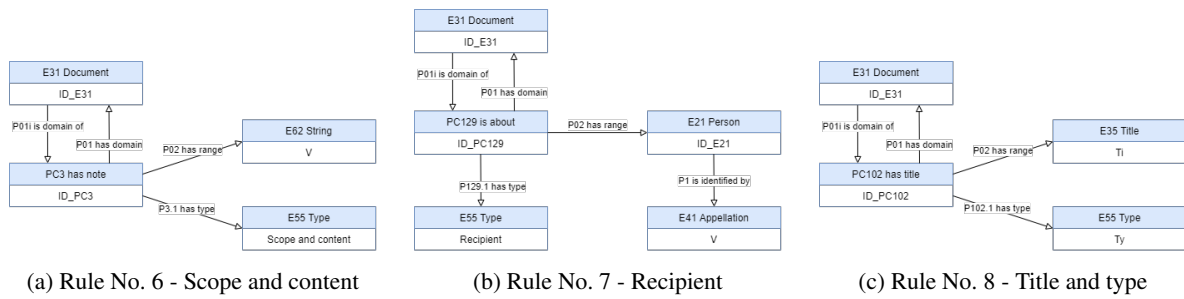 E31 Document
ID_E31
P01i is domain of
P01 has domain
PC3 has note
ID_PC3
P02 has range
P3.1 has type
E62 String
V
E55 Type
Scope and content
(a) Rule No. 6 - Scope and content
E31 Document
ID_E31
P01i is domain of
P01 has domain
PC129 is about
ID_PC129
P02 has range
E21 Person
ID_E21
P129.1 has type
P1 is identified by
E55 Type
Recipient
E41 Appellation
V
(b) Rule No. 7 - Recipient
E31 Document
ID_E31
P01i is domain of
P01 has domain
PC102 has title
ID_PC102
P02 has range
P102.1 has type
E35 Title
Ti
E55 Type
Ty
(c) Rule No. 8 - Title and type